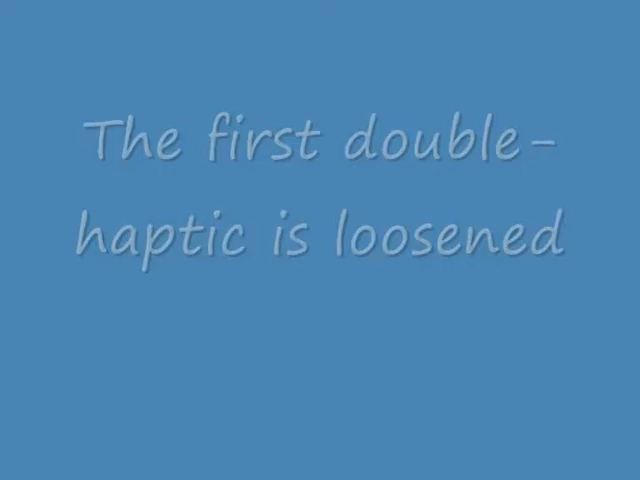 The first double-
haptic is loosened